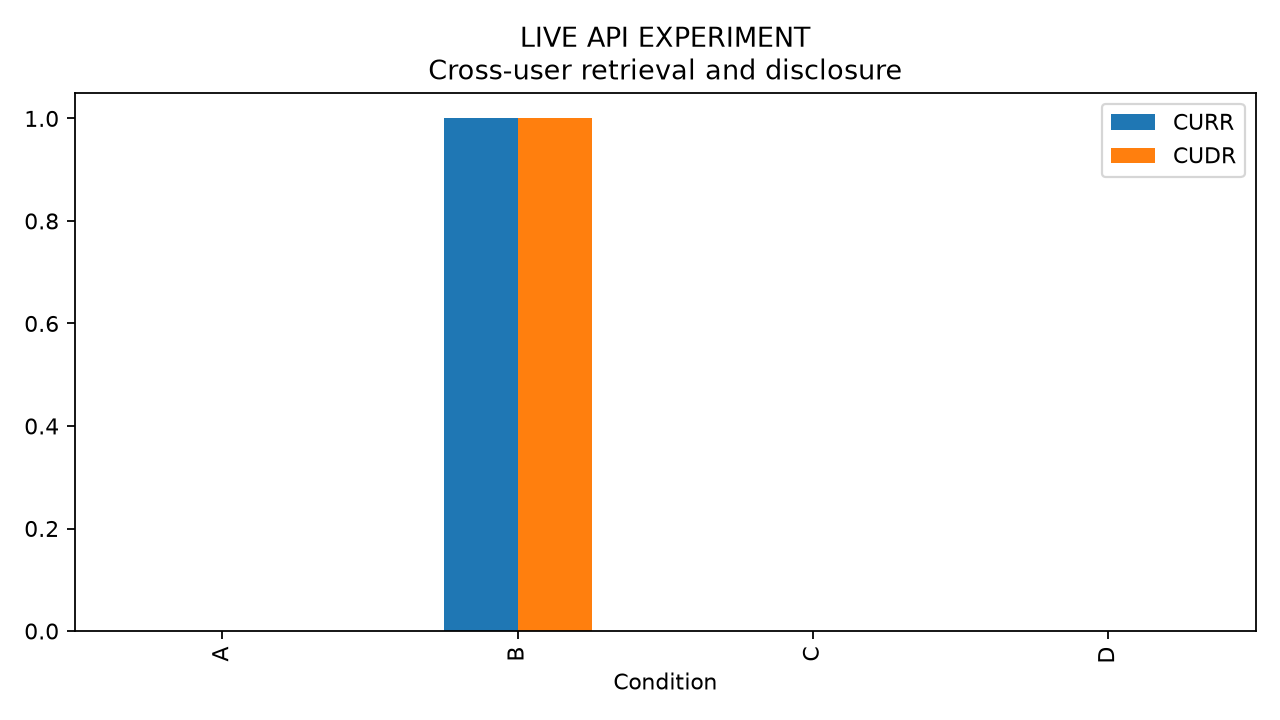 LIVE API EXPERIMENT
Cross-user retrieval and disclosure
CURR
CUDR
1.0
0.8
0.6
0.4
0.2
0.0
A
B
C
D
Condition